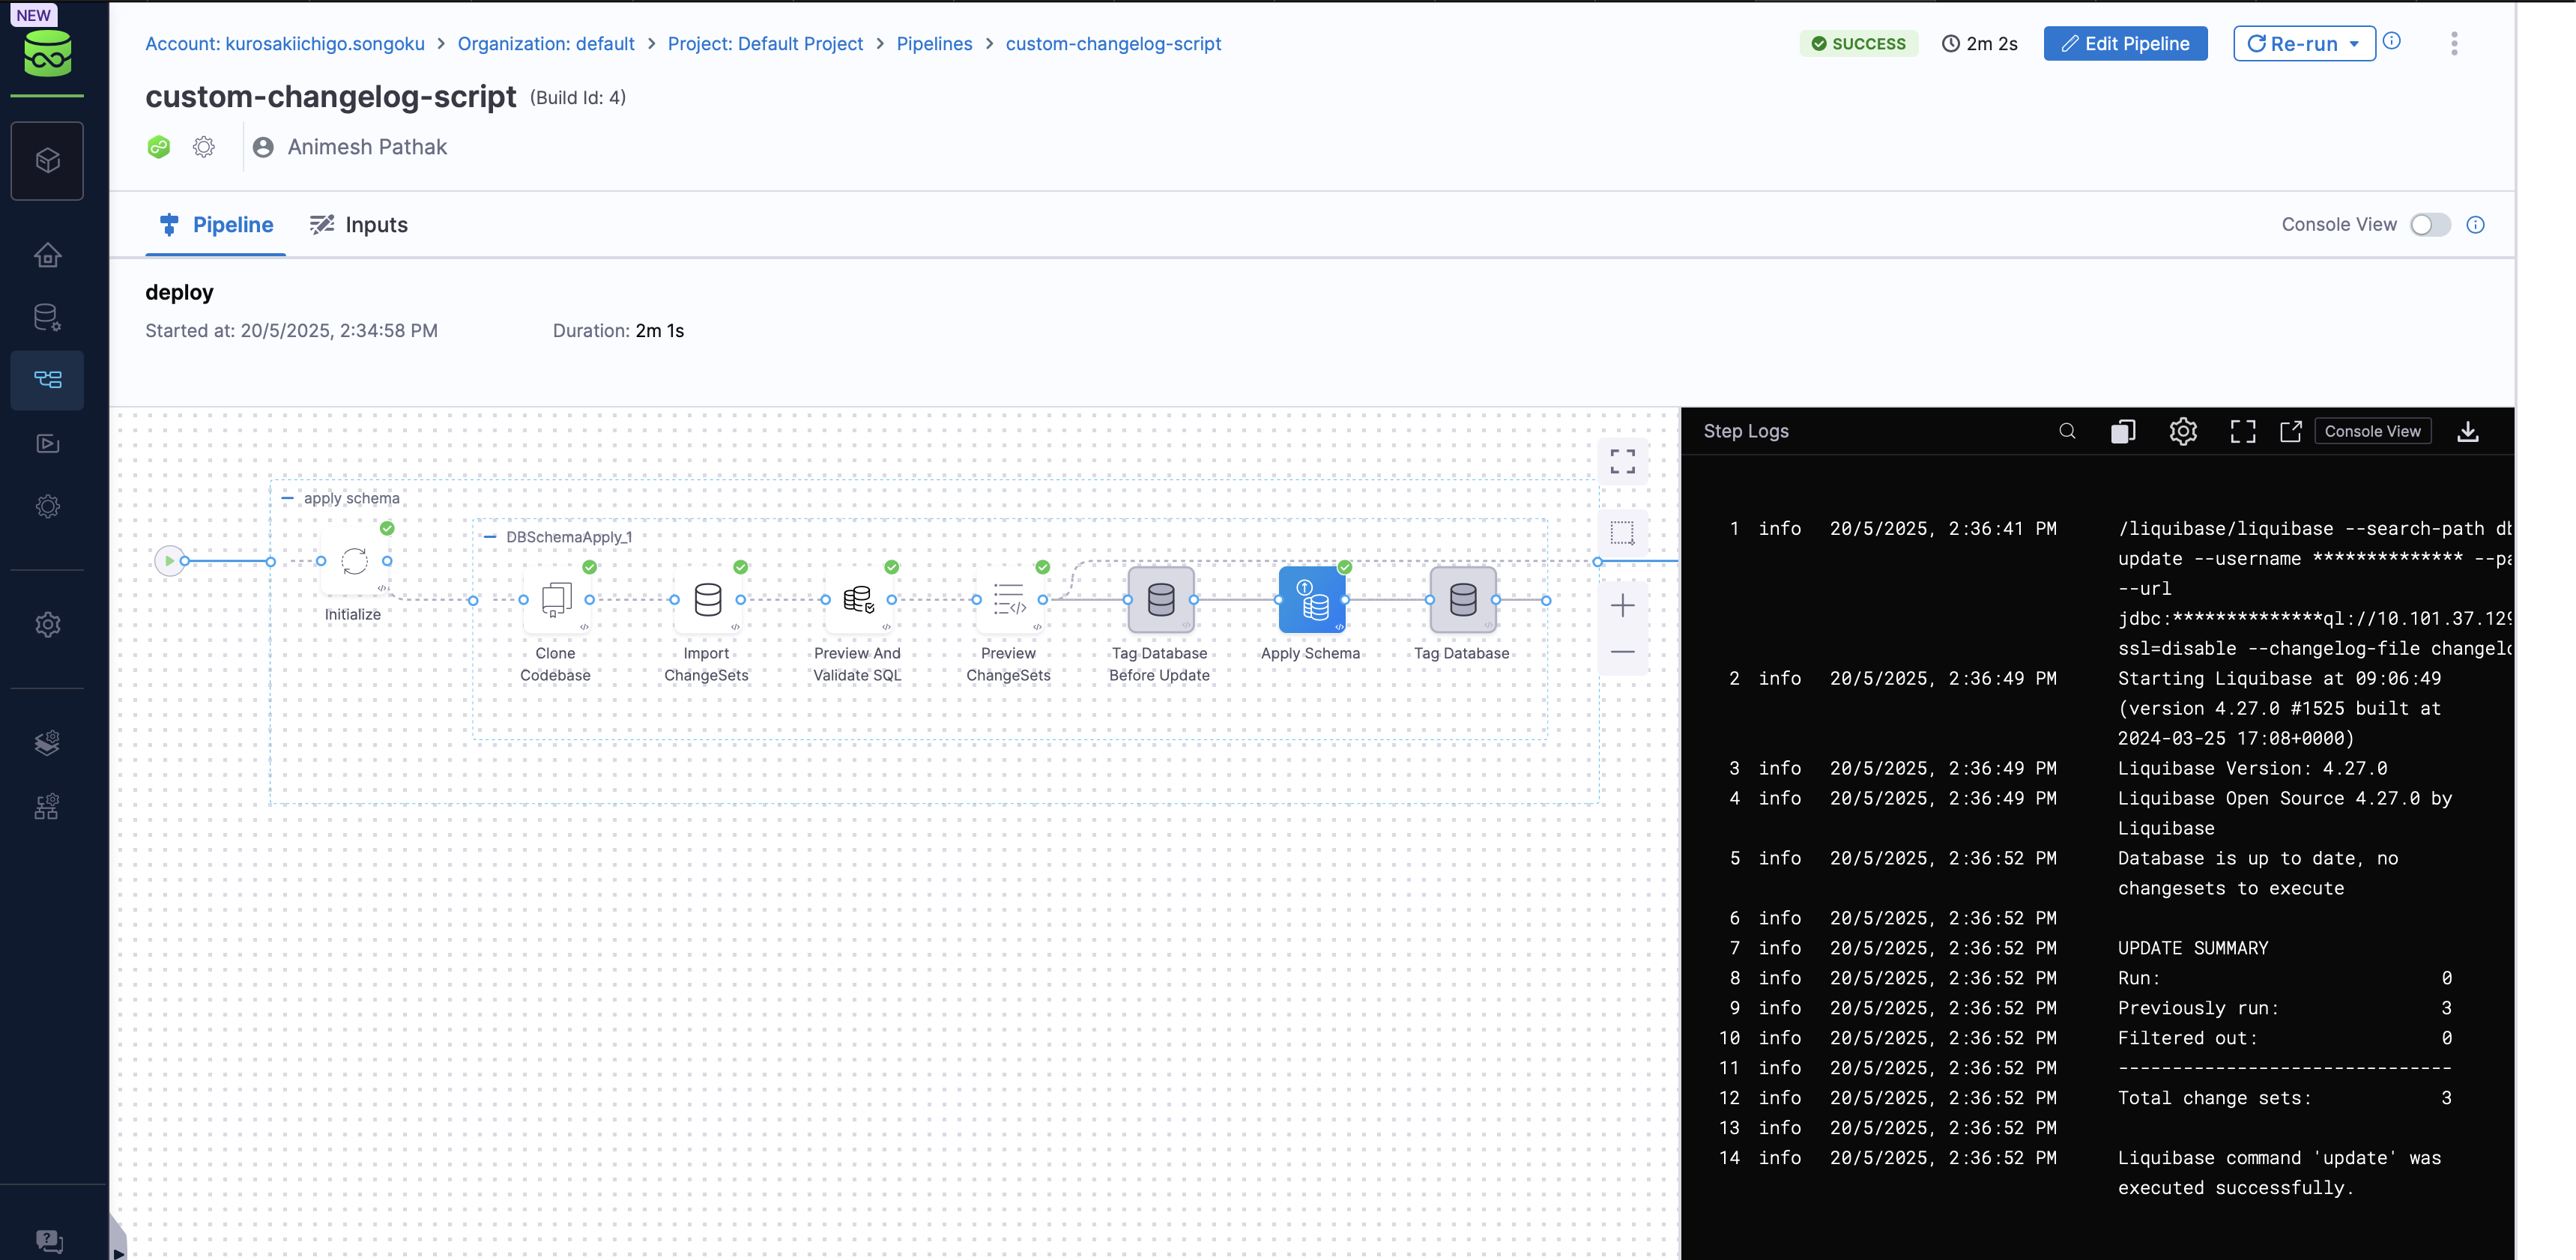 NEW
Account: kurosakiichigo.songoku > Organization: default > Project: Default Project > Pipelines > custom-changelog-script
SUCCESS
2m 2s
Edit Pipeline
Re-run
custom-changelog-script (Build Id: 4)
Animesh Pathak
Pipeline
Inputs
Console View
deploy
Started at: 20/5/2025, 2:34:58 PM
Duration: 2m 1s
apply schema
Initialize
DBSchemaApply_1
Clone
Codebase
Import
ChangeSets
Preview And
Validate SQL
Preview
ChangeSets
Tag Database
Before Update
Apply Schema
Tag Database
Step Logs
Console View
1 info 20/5/2025, 2:36:41 PM /liquibase/liquibase --search-path
update --username ************** 
--url
jdbc:**************ql://10.101.37.129
ssl=disable --changelog-file
2 info 20/5/2025, 2:36:49 PM Starting Liquibase at 09:06:49
(version 4.27.0 #1525 built at
2024-03-25 17:08+0000)
3 info 20/5/2025, 2:36:49 PM Liquibase Version: 4.27.0
4 info 20/5/2025, 2:36:49 PM Liquibase Open Source 4.27.0 by
Liquibase
5 info 20/5/2025, 2:36:52 PM Database is up to date, no
changesets to execute
6 info 20/5/2025, 2:36:52 PM
7 info 20/5/2025, 2:36:52 PM UPDATE SUMMARY
8 info 20/5/2025, 2:36:52 PM Run: 0
9 info 20/5/2025, 2:36:52 PM Previously run: 3
10 info 20/5/2025, 2:36:52 PM Filtered out: 0
11 info 20/5/2025, 2:36:52 PM -------------------------------
12 info 20/5/2025, 2:36:52 PM Total change sets: 3
13 info 20/5/2025, 2:36:52 PM
14 info 20/5/2025, 2:36:52 PM Liquibase command 'update' was
executed successfully.